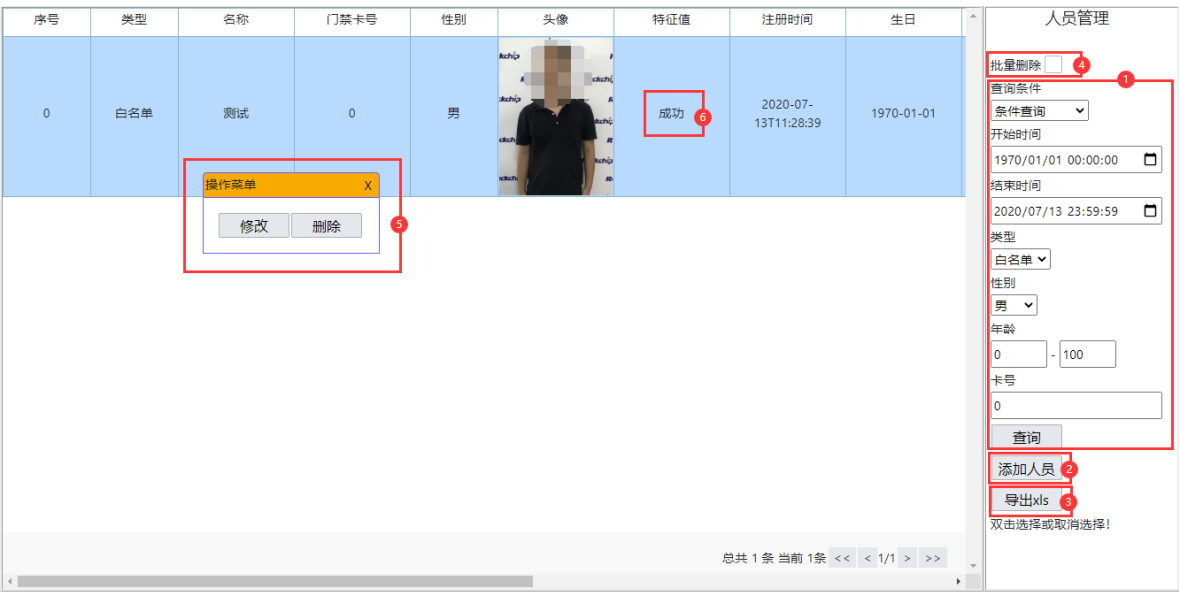 序号 类型 名称 门禁卡号 性别 头像 特征值 注册时间 生日
0 白名单 测试 0 男 成功 6 2020-07-13T11:28:39 1970-01-01
操作菜单 X
修改 删除 5
总共 1 条 当前 1条 << < 1/1 > >>
人员管理
批量删除 4
1
查询条件
条件查询
开始时间
1970/01/01 00:00:00
结束时间
2020/07/13 23:59:59
类型
白名单
性别
男
年龄
0 - 100
卡号
0
查询
添加人员 2
导出xls 3
双击选择或取消选择!